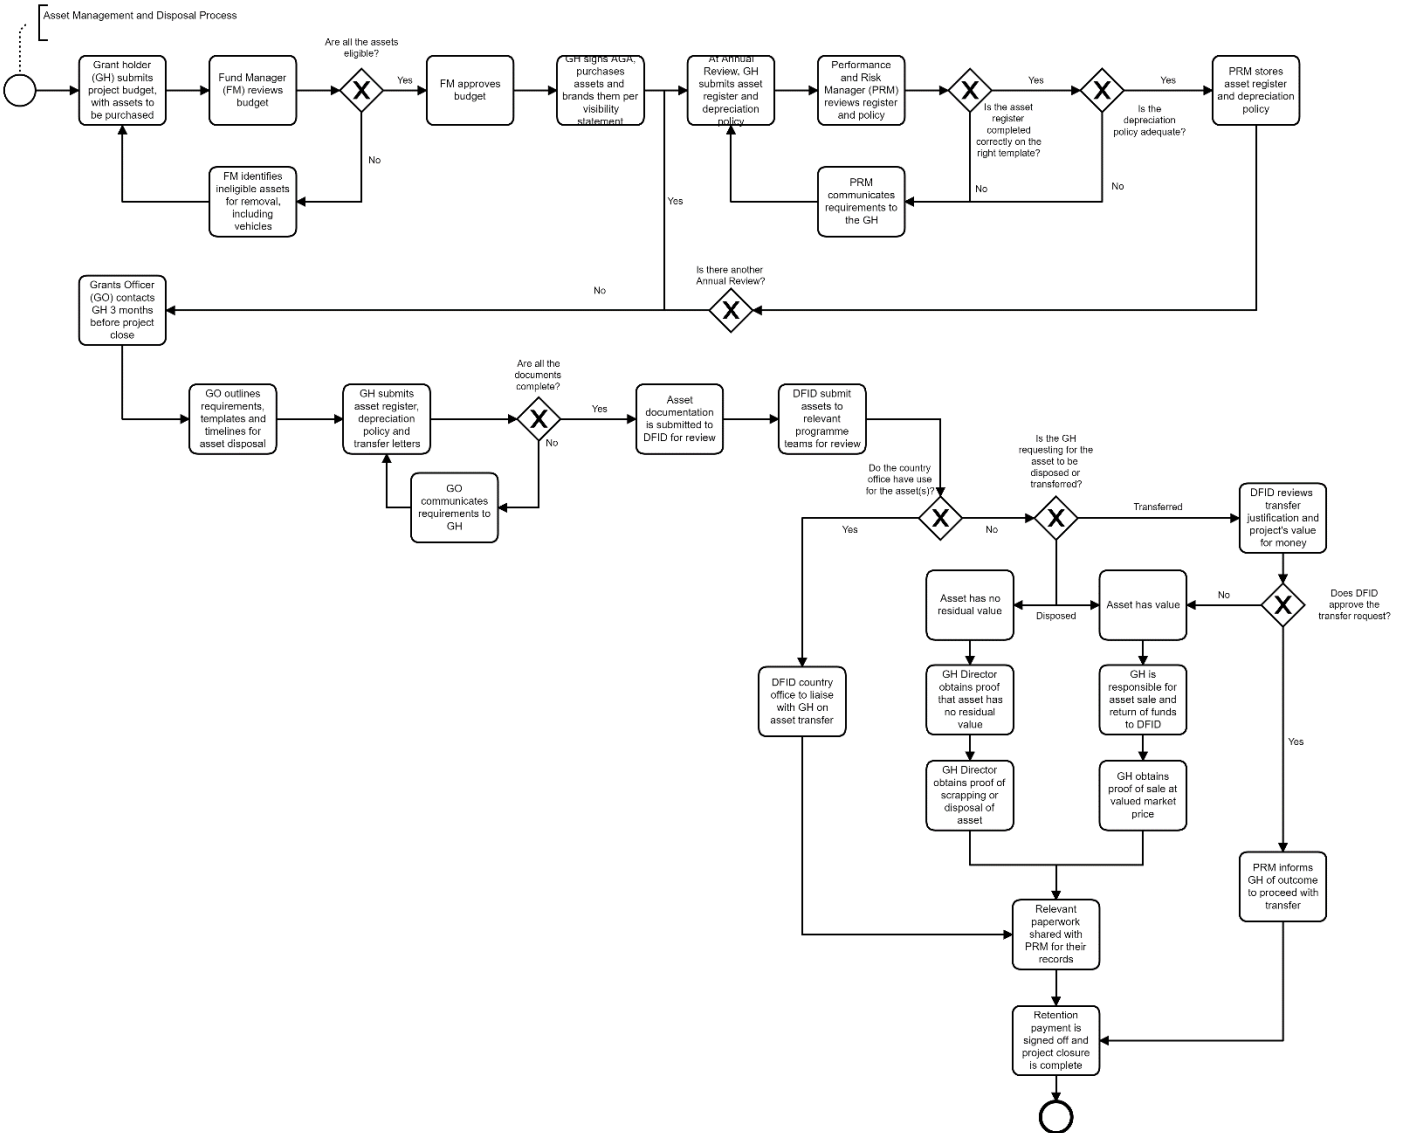 Asset Management and Disposal Process
Grant holder
(GH) submits
project budget,
with assets to
be purchased
Fund Manager
(FM) reviews
budget
Are all the assets
eligible?
Yes
FM approves
budget
GH signs AGA,
purchases
assets and
brands them per
visibility
statement
At Annual
Review, GH
submits asset
register and
depreciation
policy
Performance
and Risk
Manager (PRM)
reviews register
and policy
Yes
Is the asset
register
completed
correctly on the
right template?
Yes
Is the
depreciation
policy adequate?
PRM stores
asset register
and depreciation
policy
No
FM identifies
ineligible assets
for removal,
including
vehicles
Yes
PRM
communicates
requirements to
the GH
No
No
Grants Officer
(GO) contacts
GH 3 months
before project
close
No
Is there another
Annual Review?
GO outlines
requirements,
templates and
timelines for
asset disposal
GH submits
asset register,
depreciation
policy and
transfer letters
Are all the
documents
complete?
Yes
No
Asset
documentation
is submitted to
DFID for review
DFID submit
assets to
relevant
programme
teams for review
GO
communicates
requirements to
GH
Do the country
office have use
for the asset(s)?
Is the GH
requesting for the
asset to be
disposed or
transferred?
Yes
No
Transferred
DFID reviews
transfer
justification and
project's value
for money
Asset has no
residual value
Disposed
Asset has value
No
Does DFID
approve the
transfer request?
DFID country
office to liaise
with GH on
asset transfer
GH Director
obtains proof
that asset has
no residual
value
GH is
responsible for
asset sale and
return of funds
to DFID
Yes
GH Director
obtains proof of
scrapping or
disposal of
asset
GH obtains
proof of sale at
valued market
price
PRM informs
GH of outcome
to proceed with
transfer
Relevant
paperwork
shared with
PRM for their
records
Retention
payment is
signed off and
project closure
is complete